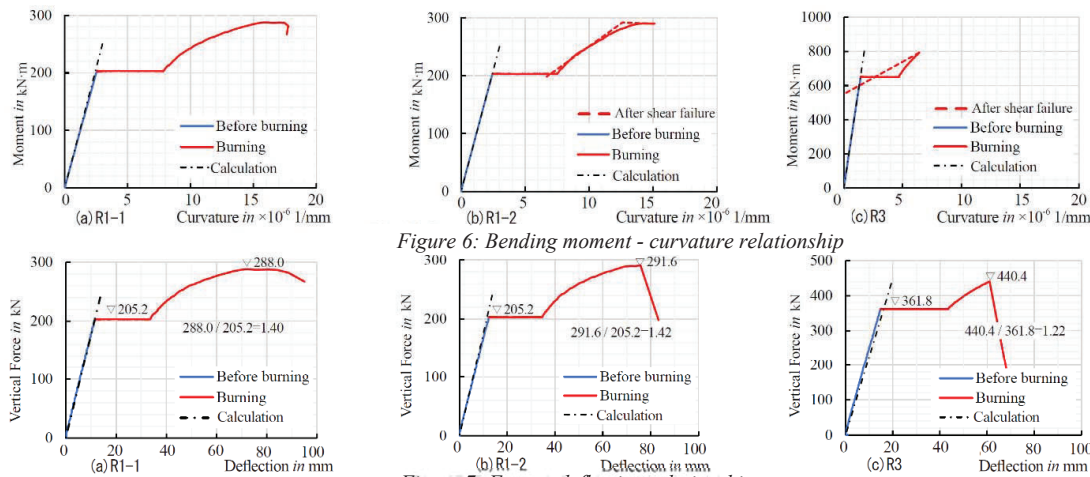 300
200
100
0
Moment in kN·m
Before burning
Burning
Calculation
0 5 10 15 20
(a)R1-1 Curvature in ×10⁻⁶ 1/mm
300
200
100
0
Moment in kN·m
After shear failure
Before burning
Burning
Calculation
0 5 10 15 20
(b)R1-2 Curvature in ×10⁻⁶ 1/mm
1000
800
600
400
200
0
Moment in kN·m
After shear failure
Before burning
Burning
Calculation
0 5 10 15 20
(c)R3 Curvature in ×10⁻⁶ 1/mm
Figure 6: Bending moment - curvature relationship
300
200
100
0
Vertical Force in kN
▽288.0
▽205.2
288.0 / 205.2=1.40
Before burning
Burning
Calculation
0 20 40 60 80 100
(a)R1-1 Deflection in mm
300
200
100
0
Vertical Force in kN
▽291.6
▽205.2
291.6 / 205.2=1.42
Before burning
Burning
Calculation
0 20 40 60 80 100
(b)R1-2 Deflection in mm
500
400
300
200
100
0
Vertical Force in kN
▽440.4
▽361.8
440.4 / 361.8=1.22
Before burning
Burning
Calculation
0 20 40 60 80 100
(c)R3 Deflection in mm